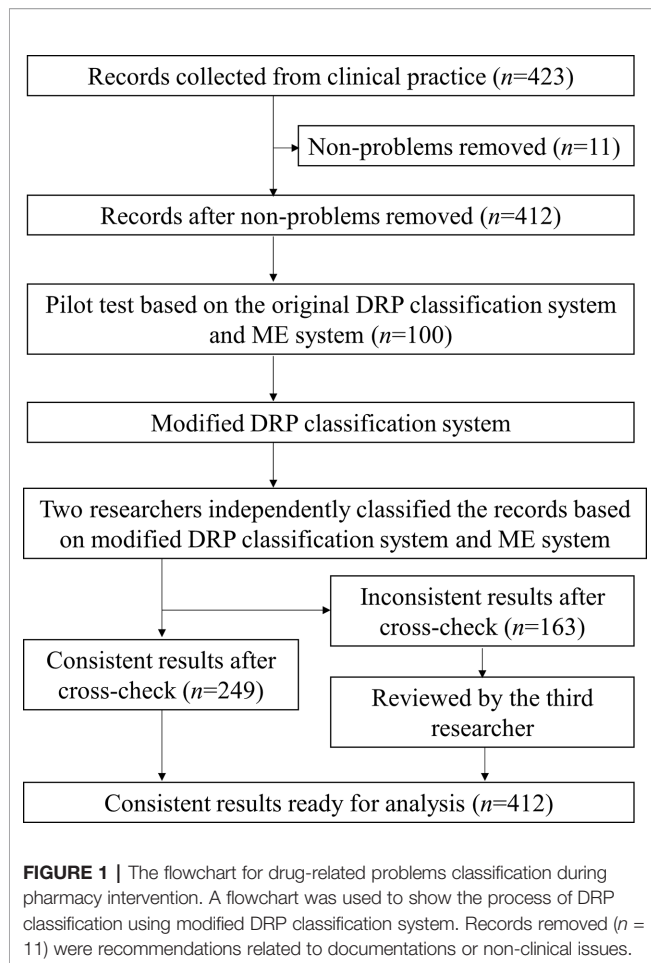 Records collected from clinical practice (n=423)
Non-problems removed (n=11)
Records after non-problems removed (n=412)
Pilot test based on the original DRP classification system
and ME system (n=100)
Modified DRP classification system
Two researchers independently classified the records based
on modified DRP classification system and ME system
Inconsistent results after
cross-check (n=163)
Consistent results after
cross-check (n=249)
Reviewed by the third
researcher
Consistent results ready for analysis (n=412)
FIGURE 1 | The flowchart for drug-related problems classification during
pharmacy intervention. A flowchart was used to show the process of DRP
classification using modified DRP classification system. Records removed (n =
11) were recommendations related to documentations or non-clinical issues.